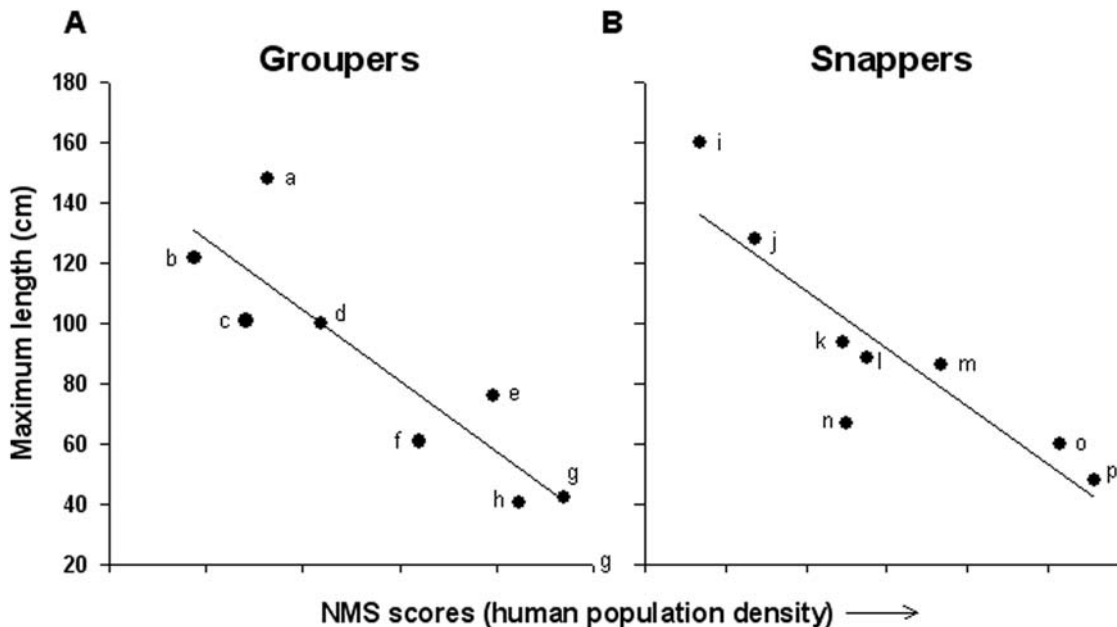 A
B
Groupers
Snappers
Maximum length (cm)
180
160
140
120
100
80
60
40
20
a
b
c
d
e
f
g
h
g
i
j
k
l
m
n
o
p
NMS scores (human population density)